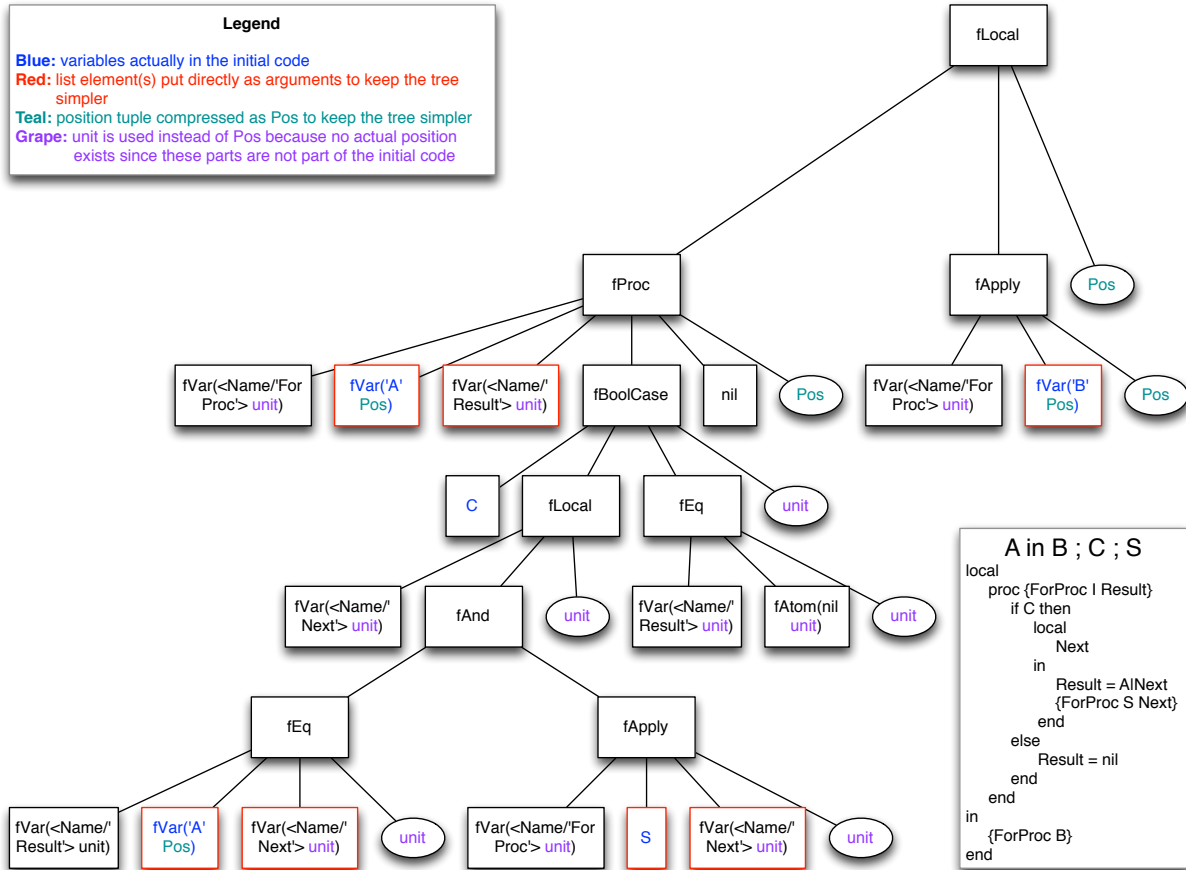 Legend
Blue: variables actually in the initial code
Red: list element(s) put directly as arguments to keep the tree
simpler
Teal: position tuple compressed as Pos to keep the tree simpler
Grape: unit is used instead of Pos because no actual position
exists since these parts are not part of the initial code
fLocal
fProc
fApply
Pos
fVar(<Name/'For
Proc'> unit)
fVar('A'
Pos)
fVar(<Name/'
Result'> unit)
fBoolCase
nil
Pos
fVar(<Name/'For
Proc'> unit)
fVar('B'
Pos)
Pos
C
fLocal
fEq
unit
fVar(<Name/'
Next'> unit)
fAnd
unit
fVar(<Name/'
Result'> unit)
fAtom(nil
unit)
unit
fEq
fApply
fVar(<Name/'
Result'> unit)
fVar('A'
Pos)
fVar(<Name/'
Next'> unit)
unit
fVar(<Name/'For
Proc'> unit)
S
fVar(<Name/'
Next'> unit)
unit
A in B ; C ; S
local
proc {ForProc I Result}
if C then
local
Next
in
Result = A|Next
{ForProc S Next}
end
else
Result = nil
end
end
in
{ForProc B}
end